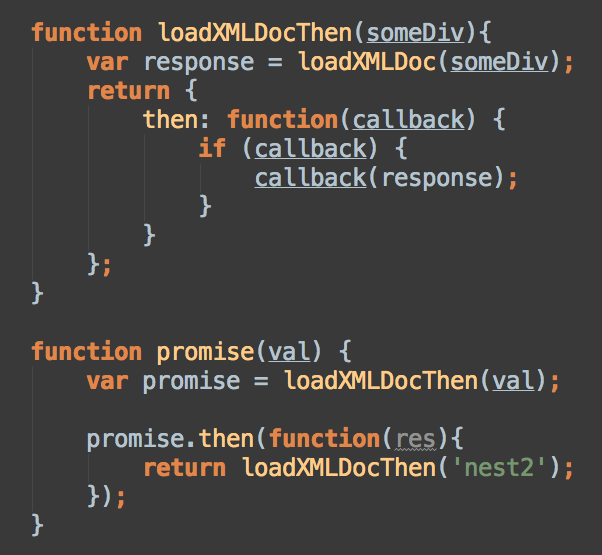 function loadXMLDocThen(someDiv){
    var response = loadXMLDoc(someDiv);
    return {
        then: function(callback) {
            if (callback) {
                callback(response);
            }
        }
    };
}

function promise(val) {
    var promise = loadXMLDocThen(val);

    promise.then(function(res){
        return loadXMLDocThen('nest2');
    });
}